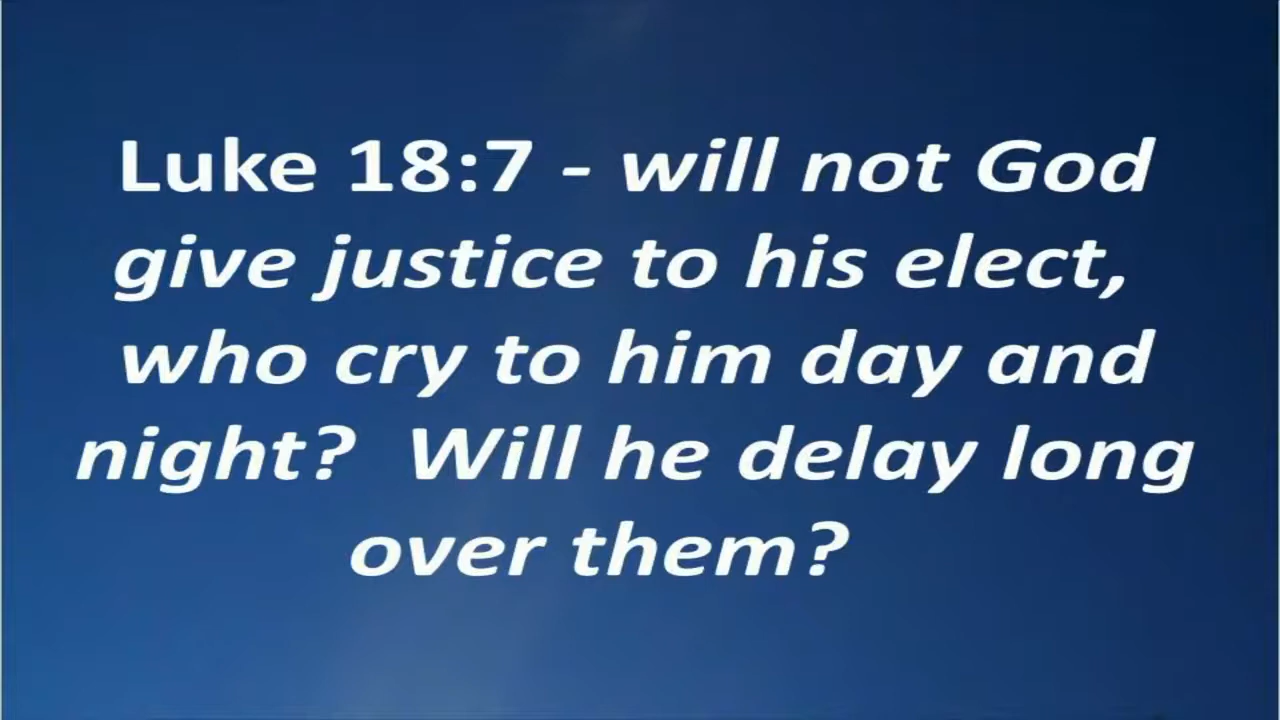 Luke 18:7 - will not God
give justice to his elect,
who cry to him day and
night?  Will he delay long
over them?